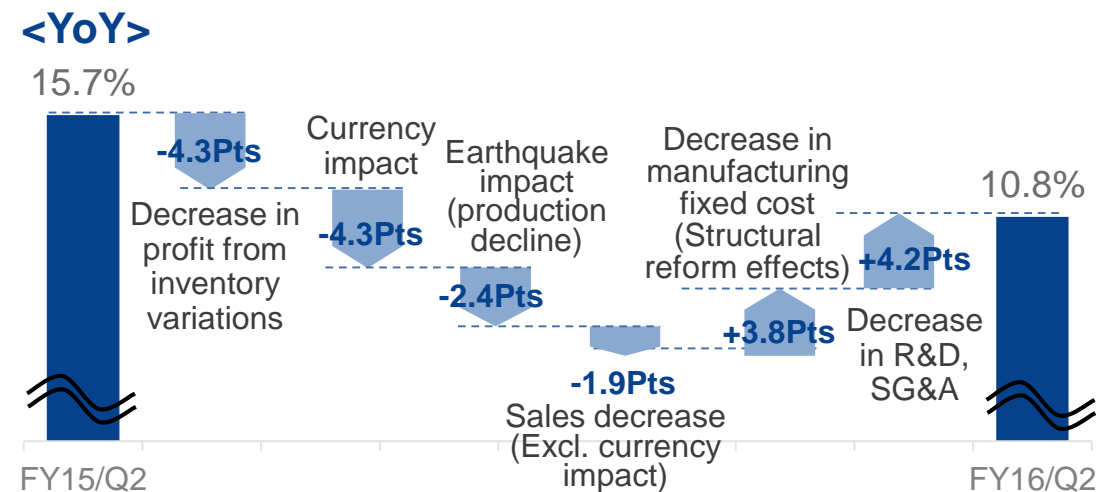 <YoY>
15.7%
-4.3Pts
Decrease in
profit from
inventory
variations
Currency
impact
-4.3Pts
Earthquake
impact
(production
decline)
-2.4Pts
-1.9Pts
Sales decrease
(Excl. currency
impact)
Decrease in
manufacturing
fixed cost
(Structural
reform effects)
+3.8Pts
+4.2Pts
Decrease
in R&D,
SG&A
10.8%
FY15/Q2
FY16/Q2